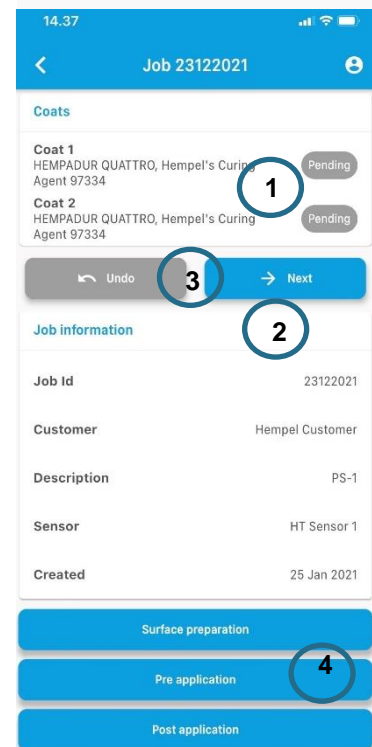 14.37
Job 23122021
Coats
Coat 1
HEMPADUR QUATTRO, Hempel's Curing
Agent 97334
Pending
1
Coat 2
HEMPADUR QUATTRO, Hempel's Curing
Agent 97334
Pending
Undo
3
Next
Job information
2
Job Id 23122021
Customer Hempel Customer
Description PS-1
Sensor HT Sensor 1
Created 25 Jan 2021
Surface preparation
Pre application
4
Post application